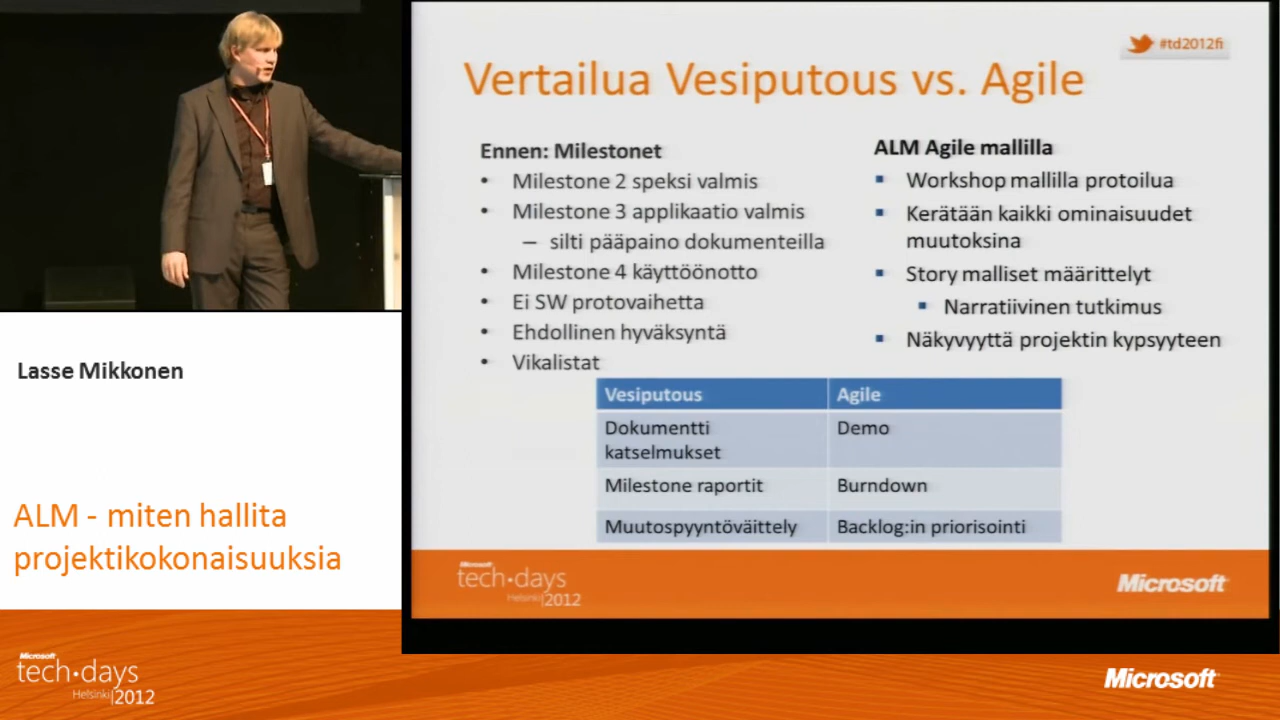 #td2012fi
Vertailua Vesiputous vs. Agile
Ennen: Milestonet
• Milestone 2 speksi valmis
• Milestone 3 applikaatio valmis
– silti pääpaino dokumenteilla
• Milestone 4 käyttöönotto
• Ei SW protovaihetta
• Ehdollinen hyväksyntä
• Vikalistat
ALM Agile mallilla
▪ Workshop mallilla protoilua
▪ Kerätään kaikki ominaisuudet
muutoksina
▪ Story malliset määrittelyt
▪ Narratiivinen tutkimus
▪ Näkyvyyttä projektin kypsyyteen
Vesiputous Agile
Dokumentti
katselmukset
Demo
Milestone raportit Burndown
Muutospyyntöväittely Backlog:in priorisointi
Microsoft
tech·days
Helsinki|2012
Microsoft
Lasse Mikkonen
ALM - miten hallita
projektikokonaisuuksia
Microsoft
tech·days
Helsinki|2012
Microsoft